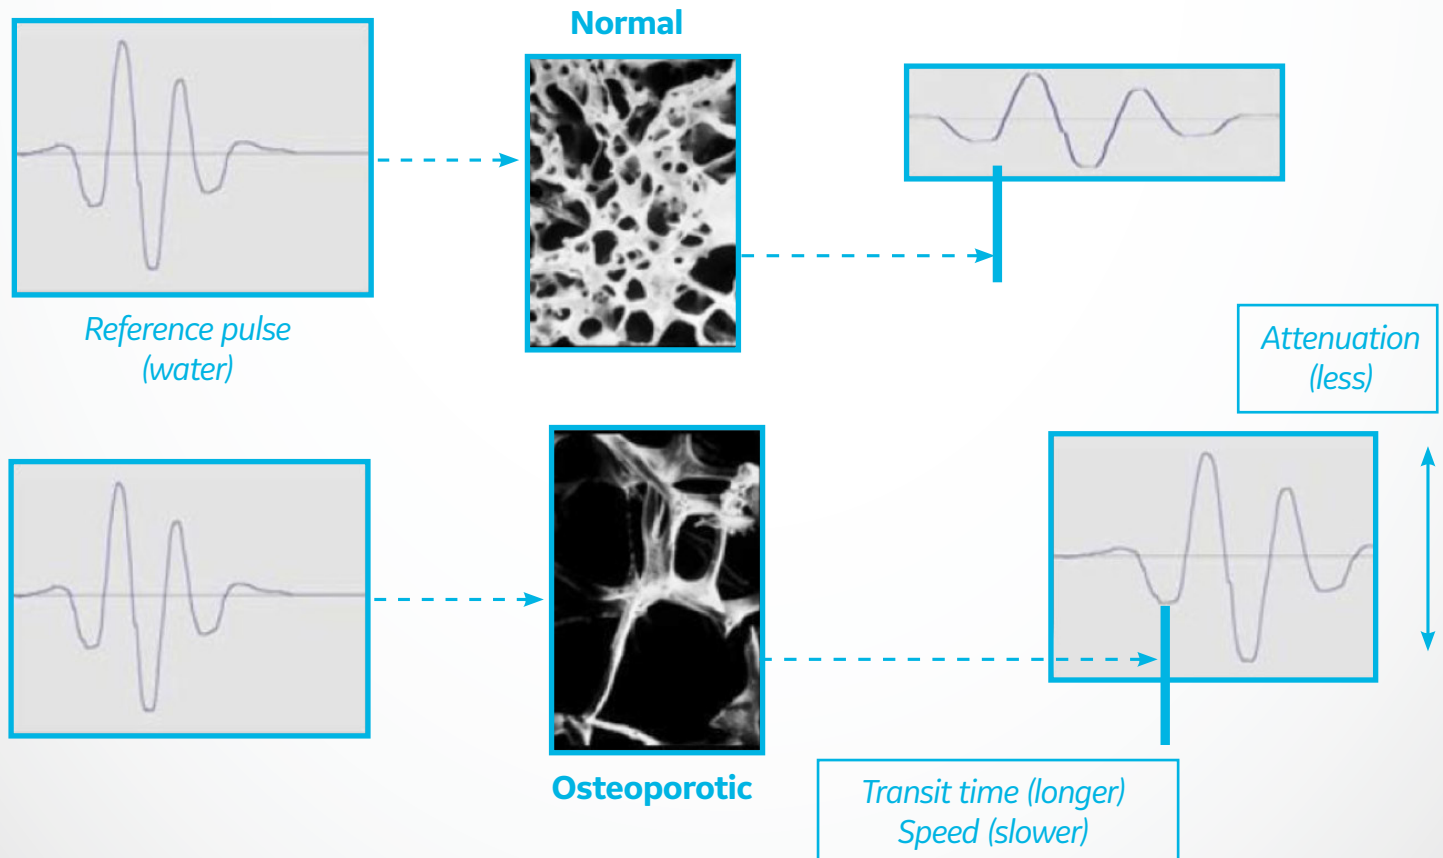 Normal
Reference pulse
(water)
Attenuation
(less)
Osteoporotic
Transit time (longer)
Speed (slower)